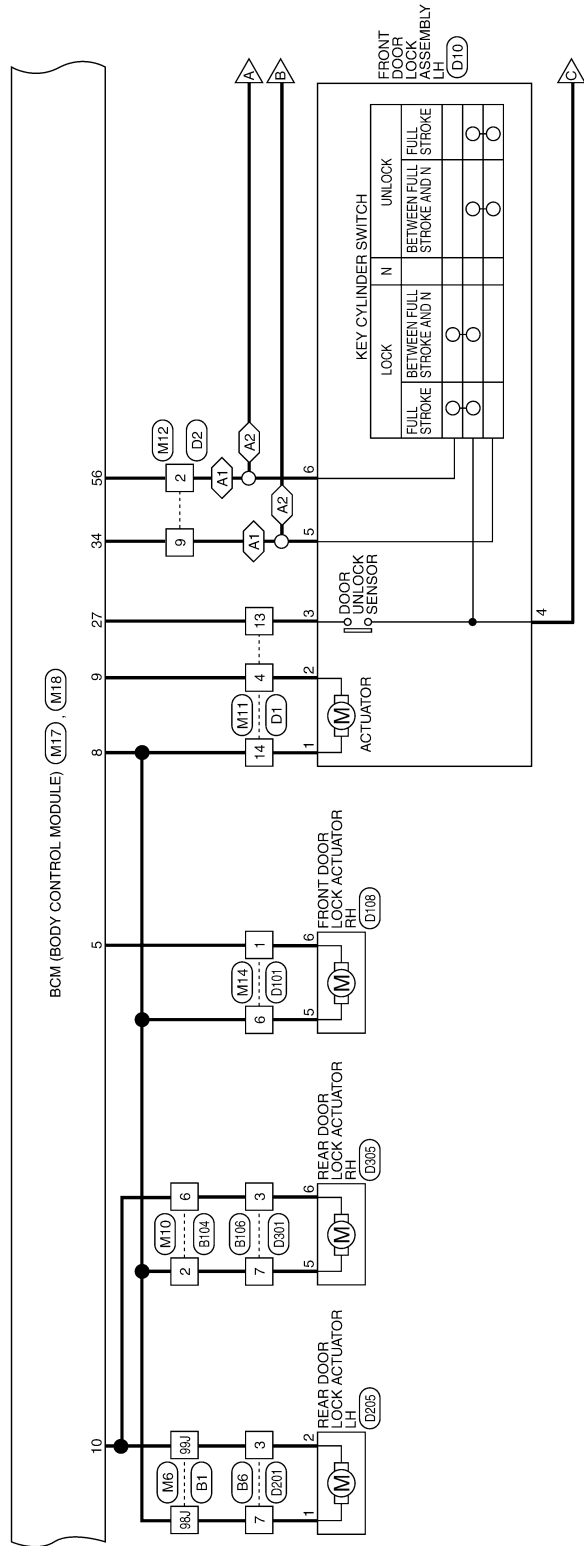 BCM (BODY CONTROL MODULE) M17 , M18
10
5
8
9
27
34
56
98J
M6
B1
99J
2
M10
B104
6
7
B6
D201
3
7
B106
D301
3
6
M14
D101
1
14
M11
D1
4
13
9
M12
D2
2
A1
A1
A2
A2
A
B
1
2
M
REAR DOOR
LOCK ACTUATOR
LH
D205
5
6
M
REAR DOOR
LOCK ACTUATOR
RH
D305
5
6
M
FRONT DOOR
LOCK ACTUATOR
RH
D108
1
2
3
5
6
M
ACTUATOR
DOOR
UNLOCK
SENSOR
KEY CYLINDER SWITCH
LOCK
N
UNLOCK
FULL
STROKE
BETWEEN FULL
STROKE AND N
BETWEEN FULL
STROKE AND N
FULL
STROKE
FRONT
DOOR
LOCK
ASSEMBLY
LH
D10
4
C